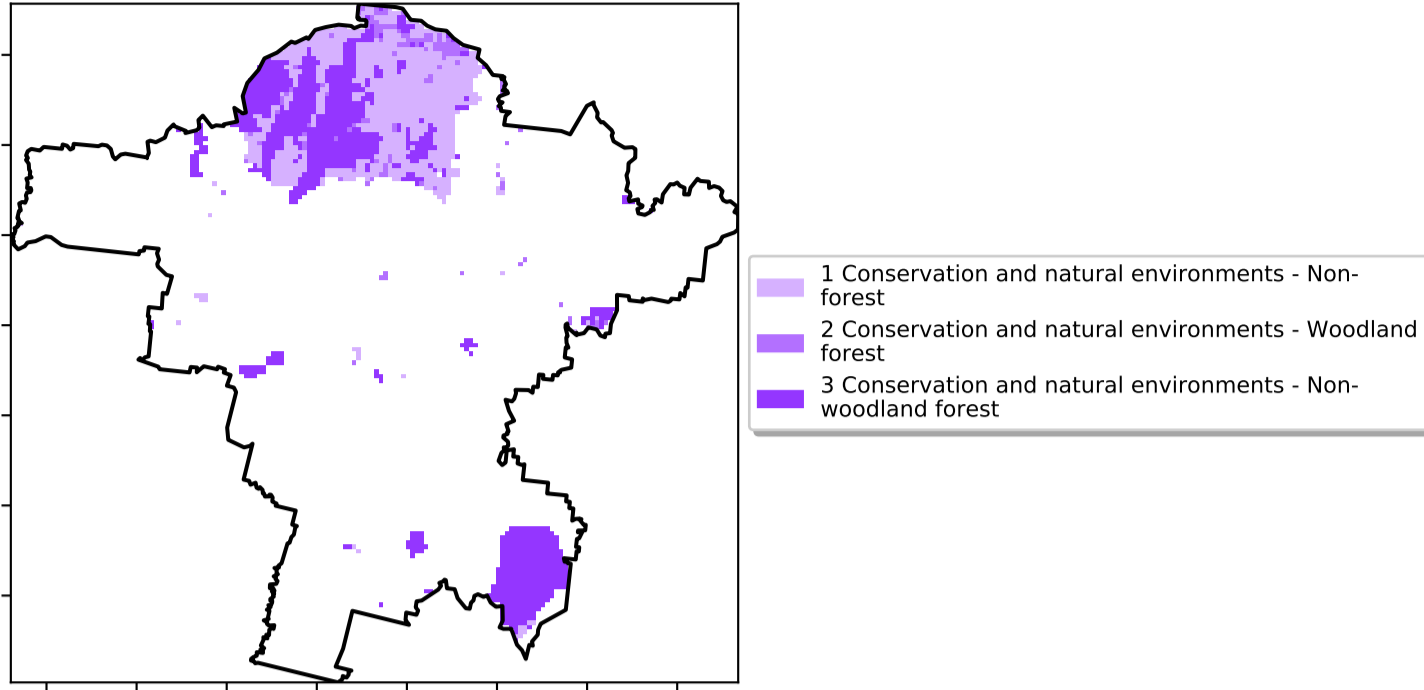 1 Conservation and natural environments - Non-
forest
2 Conservation and natural environments - Woodland
forest
3 Conservation and natural environments - Non-
woodland forest